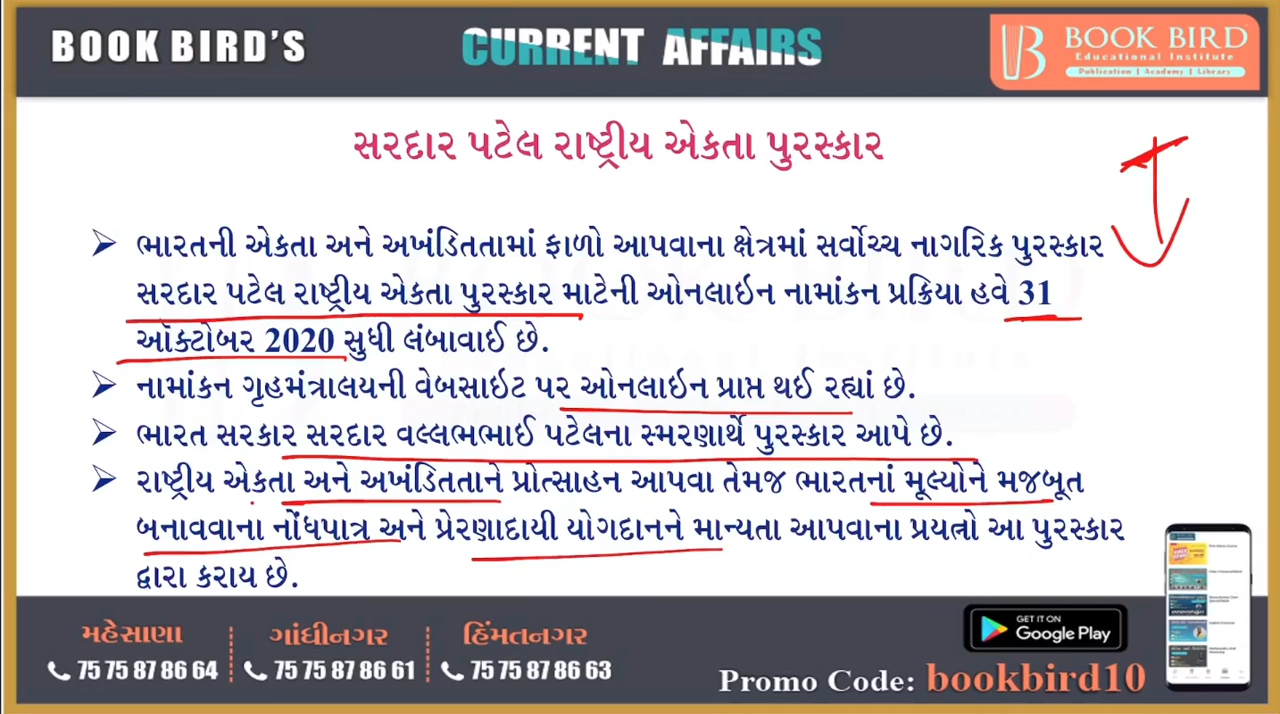 BOOK BIRD'S
CURRENT AFFAIRS
BOOK BIRD
Educational Institute
Publication | Academy | Library
સરદાર પટેલ રાષ્ટ્રીય એકતા પુરસ્કાર
ભારતની એકતા અને અખંડિતતામાં ફાળો આપવાના ક્ષેત્રમાં સર્વોચ્ચ નાગરિક પુરસ્કાર
સરદાર પટેલ રાષ્ટ્રીય એકતા પુરસ્કાર માટેની ઓનલાઇન નામાંકન પ્રક્રિયા હવે 31
ઑક્ટોબર 2020 સુધી લંબાવાઈ છે.
નામાંકન ગૃહમંત્રાલયની વેબસાઇટ પર ઓનલાઇન પ્રાપ્ત થઈ રહ્યાં છે.
ભારત સરકાર સરદાર વલ્લભભાઈ પટેલના સ્મરણાર્થે પુરસ્કાર આપે છે.
રાષ્ટ્રીય એકતા અને અખંડિતતાને પ્રોત્સાહન આપવા તેમજ ભારતનાં મૂલ્યોને મજબૂત
બનાવવાના નોંધપાત્ર અને પ્રેરણાદાયી યોગદાનને માન્યતા આપવાના પ્રયત્નો આ પુરસ્કાર
દ્વારા કરાય છે.
મહેસાણા
75 75 87 86 64
ગાંધીનગર
75 75 87 86 61
હિંમતનગર
75 75 87 86 63
GET IT ON
Google Play
Promo Code: bookbird10